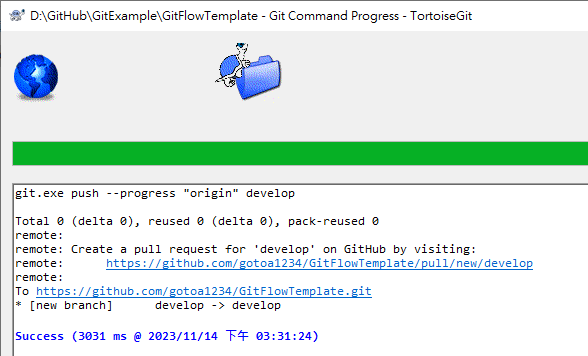 D:\GitHub\GitExample\GitFlowTemplate - Git Command Progress - TortoiseGit
git.exe push --progress "origin" develop
Total 0 (delta 0), reused 0 (delta 0), pack-reused 0
remote:
remote: Create a pull request for 'develop' on GitHub by visiting:
remote:      https://github.com/gotoa1234/GitFlowTemplate/pull/new/develop
remote:
To https://github.com/gotoa1234/GitFlowTemplate.git
* [new branch]      develop -> develop
Success (3031 ms @ 2023/11/14 下午 03:31:24)